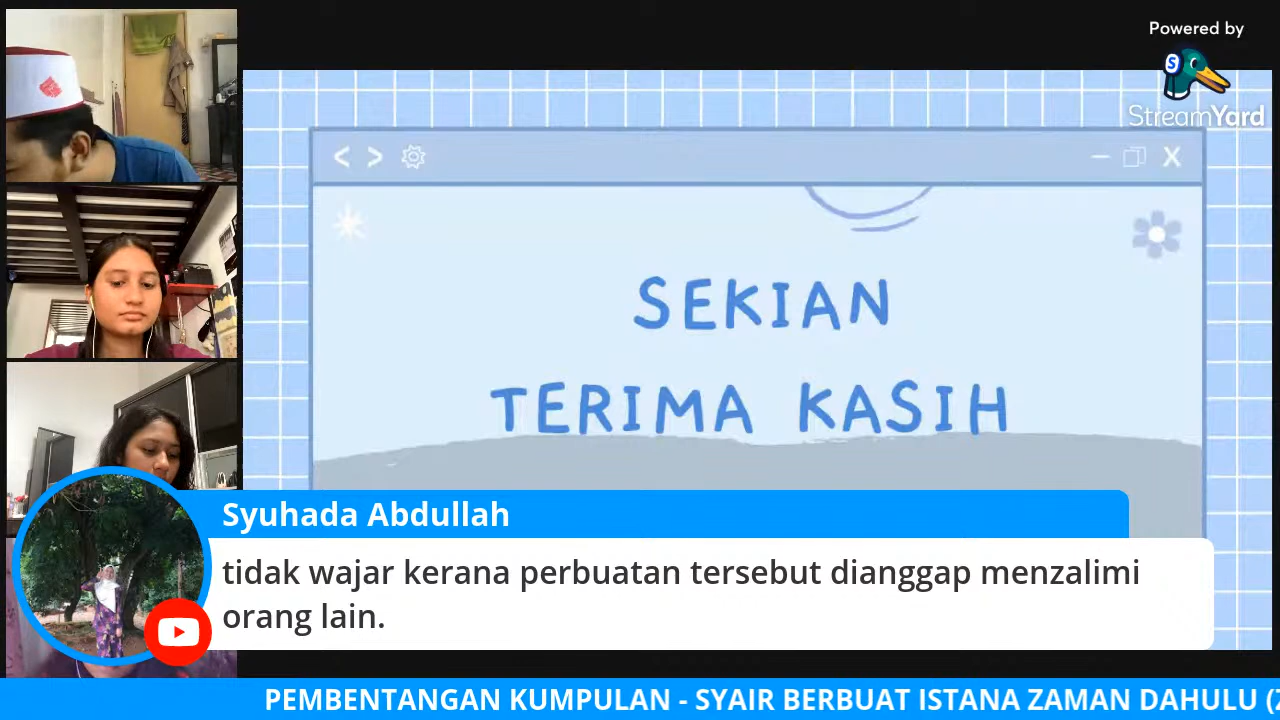 Powered by
StreamYard
SEKIAN
TERIMA KASIH
Syuhada Abdullah
tidak wajar kerana perbuatan tersebut dianggap menzalimi
orang lain.
PEMBENTANGAN KUMPULAN - SYAIR BERBUAT ISTANA ZAMAN DAHULU (